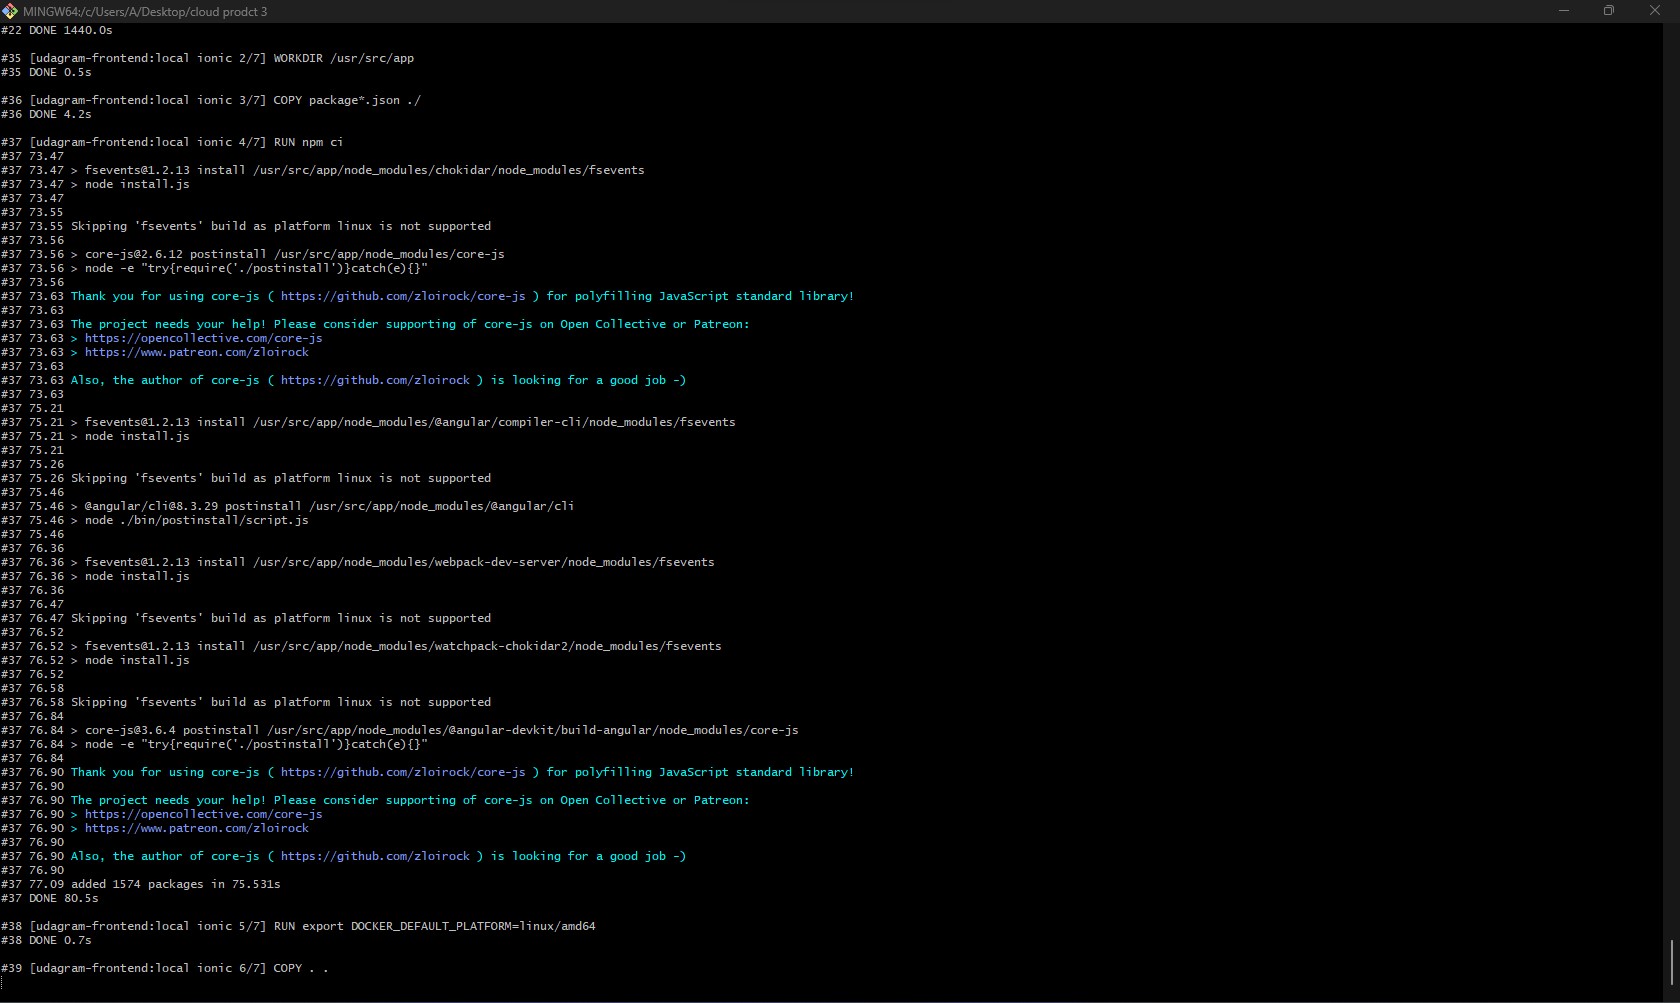 MINGW64:/c/Users/A/Desktop/cloud prodct 3
#22 DONE 1440.0s
#35 [udagram-frontend:local ionic 2/7] WORKDIR /usr/src/app
#35 DONE 0.5s
#36 [udagram-frontend:local ionic 3/7] COPY package*.json ./
#36 DONE 4.2s
#37 [udagram-frontend:local ionic 4/7] RUN npm ci
#37 73.47
#37 73.47 > fsevents@1.2.13 install /usr/src/app/node_modules/chokidar/node_modules/fsevents
#37 73.47 > node install.js
#37 73.47
#37 73.55
#37 73.55 Skipping 'fsevents' build as platform linux is not supported
#37 73.56
#37 73.56 > core-js@2.6.12 postinstall /usr/src/app/node_modules/core-js
#37 73.56 > node -e "try{require('./postinstall')}catch(e){}"
#37 73.56
#37 73.63 Thank you for using core-js ( https://github.com/zloirock/core-js ) for polyfilling JavaScript standard library!
#37 73.63
#37 73.63 The project needs your help! Please consider supporting of core-js on Open Collective or Patreon:
#37 73.63 > https://opencollective.com/core-js
#37 73.63 > https://www.patreon.com/zloirock
#37 73.63
#37 73.63 Also, the author of core-js ( https://github.com/zloirock ) is looking for a good job -)
#37 73.63
#37 75.21
#37 75.21 > fsevents@1.2.13 install /usr/src/app/node_modules/@angular/compiler-cli/node_modules/fsevents
#37 75.21 > node install.js
#37 75.21
#37 75.26
#37 75.26 Skipping 'fsevents' build as platform linux is not supported
#37 75.46
#37 75.46 > @angular/cli@8.3.29 postinstall /usr/src/app/node_modules/@angular/cli
#37 75.46 > node ./bin/postinstall/script.js
#37 75.46
#37 76.36
#37 76.36 > fsevents@1.2.13 install /usr/src/app/node_modules/webpack-dev-server/node_modules/fsevents
#37 76.36 > node install.js
#37 76.36
#37 76.47
#37 76.47 Skipping 'fsevents' build as platform linux is not supported
#37 76.52
#37 76.52 > fsevents@1.2.13 install /usr/src/app/node_modules/watchpack-chokidar2/node_modules/fsevents
#37 76.52 > node install.js
#37 76.52
#37 76.58
#37 76.58 Skipping 'fsevents' build as platform linux is not supported
#37 76.84
#37 76.84 > core-js@3.6.4 postinstall /usr/src/app/node_modules/@angular-devkit/build-angular/node_modules/core-js
#37 76.84 > node -e "try{require('./postinstall')}catch(e){}"
#37 76.84
#37 76.90 Thank you for using core-js ( https://github.com/zloirock/core-js ) for polyfilling JavaScript standard library!
#37 76.90
#37 76.90 The project needs your help! Please consider supporting of core-js on Open Collective or Patreon:
#37 76.90 > https://opencollective.com/core-js
#37 76.90 > https://www.patreon.com/zloirock
#37 76.90
#37 76.90 Also, the author of core-js ( https://github.com/zloirock ) is looking for a good job -)
#37 76.90
#37 77.09 added 1574 packages in 75.531s
#37 DONE 80.5s
#38 [udagram-frontend:local ionic 5/7] RUN export DOCKER_DEFAULT_PLATFORM=linux/amd64
#38 DONE 0.7s
#39 [udagram-frontend:local ionic 6/7] COPY . .